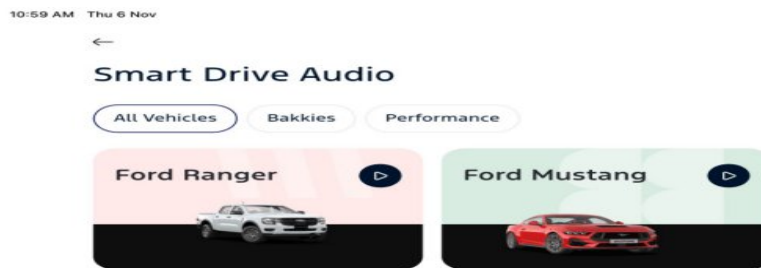 10:59 AM Thu 6 Nov
Smart Drive Audio
All Vehicles Bakkies Performance
Ford Ranger Ford Mustang